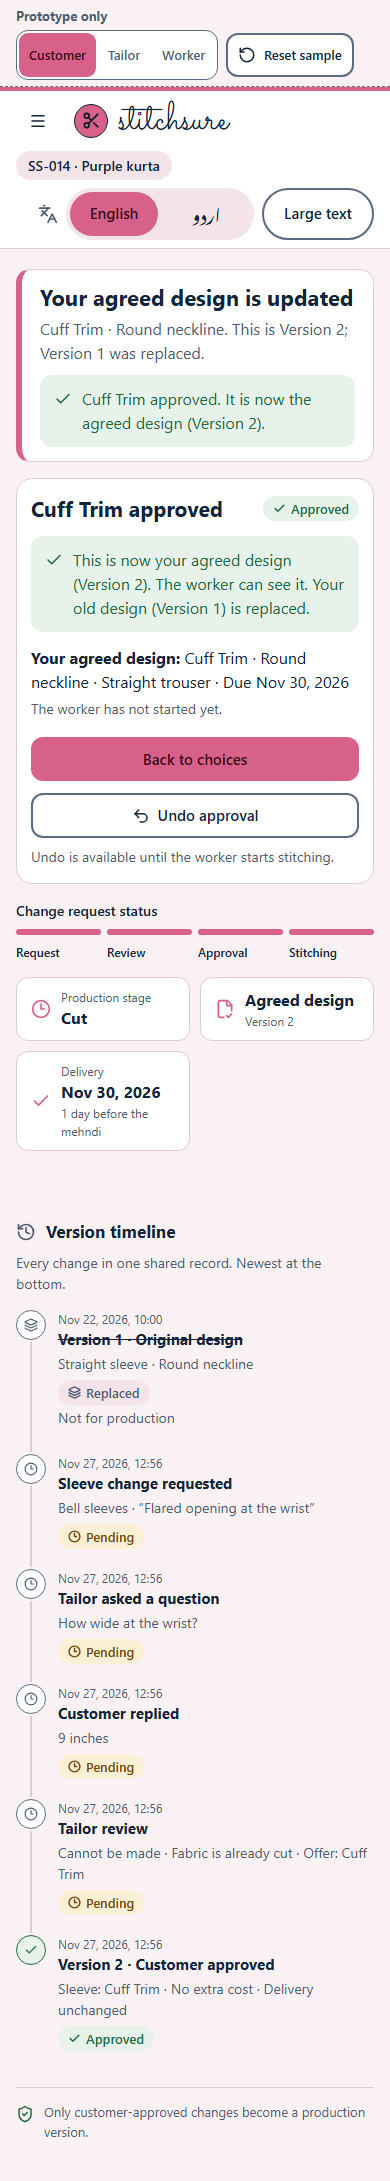 Prototype only
Customer
Tailor
Worker
Reset sample
stitchsure
SS-014 · Purple kurta
English
اردو
Large text
Your agreed design is updated
Cuff Trim · Round neckline. This is Version 2;
Version 1 was replaced.
Cuff Trim approved. It is now the
agreed design (Version 2).
Cuff Trim approved
Approved
This is now your agreed design
(Version 2). The worker can see it. Your
old design (Version 1) is replaced.
Your agreed design: Cuff Trim · Round
neckline · Straight trouser · Due Nov 30, 2026
The worker has not started yet.
Back to choices
Undo approval
Undo is available until the worker starts stitching.
Change request status
Request
Review
Approval
Stitching
Production stage
Cut
Agreed design
Version 2
Delivery
Nov 30, 2026
1 day before the
mehndi
Version timeline
Every change in one shared record. Newest at the
bottom.
Nov 22, 2026, 10:00
Version 1 · Original design
Straight sleeve · Round neckline
Replaced
Not for production
Nov 27, 2026, 12:56
Sleeve change requested
Bell sleeves · “Flared opening at the wrist”
Pending
Nov 27, 2026, 12:56
Tailor asked a question
How wide at the wrist?
Pending
Nov 27, 2026, 12:56
Customer replied
9 inches
Pending
Nov 27, 2026, 12:56
Tailor review
Cannot be made · Fabric is already cut · Offer: Cuff
Trim
Pending
Nov 27, 2026, 12:56
Version 2 · Customer approved
Sleeve: Cuff Trim · No extra cost · Delivery
unchanged
Approved
Only customer-approved changes become a production
version.